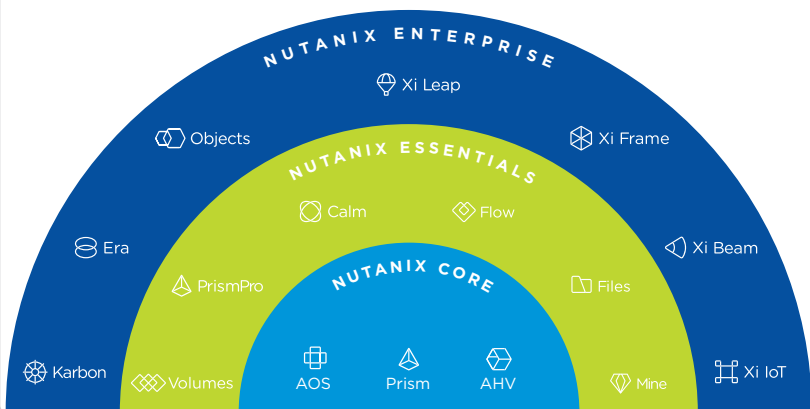 NUTANIX ENTERPRISE
Xi Leap
Objects
Xi Frame
Era
Xi Beam
Karbon
Xi IoT
NUTANIX ESSENTIALS
Calm
Flow
PrismPro
Files
Volumes
Mine
NUTANIX CORE
AOS
Prism
AHV